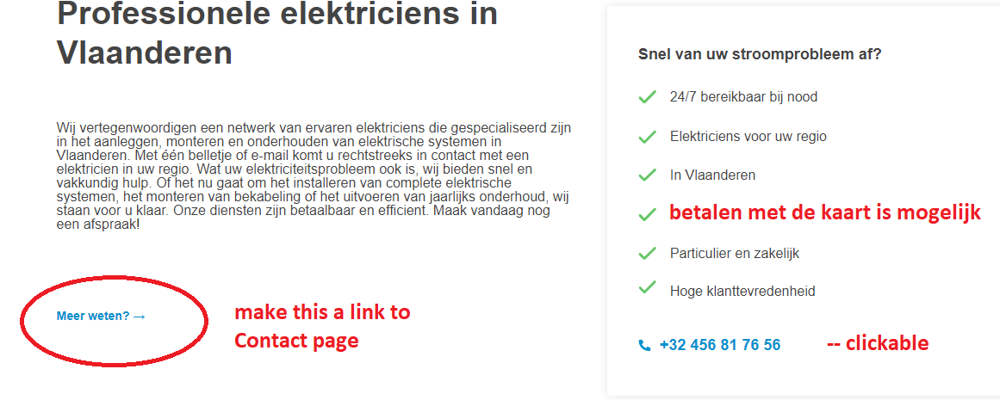 Professionele elektriciens in
Vlaanderen
Wij vertegenwoordigen een netwerk van ervaren elektriciens die gespecialiseerd zijn
in het aanleggen, monteren en onderhouden van elektrische systemen in
Vlaanderen. Met één belletje of e-mail komt u rechtstreeks in contact met een
elektricien in uw regio. Wat uw elektriciteitsprobleem ook is, wij bieden snel en
vakkundig hulp. Of het nu gaat om het installeren van complete elektrische
systemen, het monteren van bekabeling of het uitvoeren van jaarlijks onderhoud, wij
staan voor u klaar. Onze diensten zijn betaalbaar en efficient. Maak vandaag nog
een afspraak!
Meer weten? →
make this a link to
Contact page
Snel van uw stroomprobleem af?
24/7 bereikbaar bij nood
Elektriciens voor uw regio
In Vlaanderen
betalen met de kaart is mogelijk
Particulier en zakelijk
Hoge klanttevredenheid
+32 456 81 76 56 -- clickable